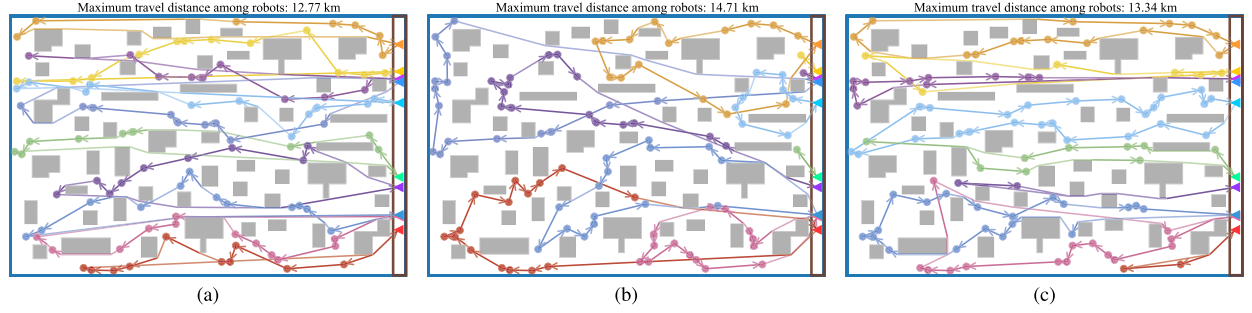 Maximum travel distance among robots: 12.77 km
Maximum travel distance among robots: 14.71 km
Maximum travel distance among robots: 13.34 km
(a)
(b)
(c)